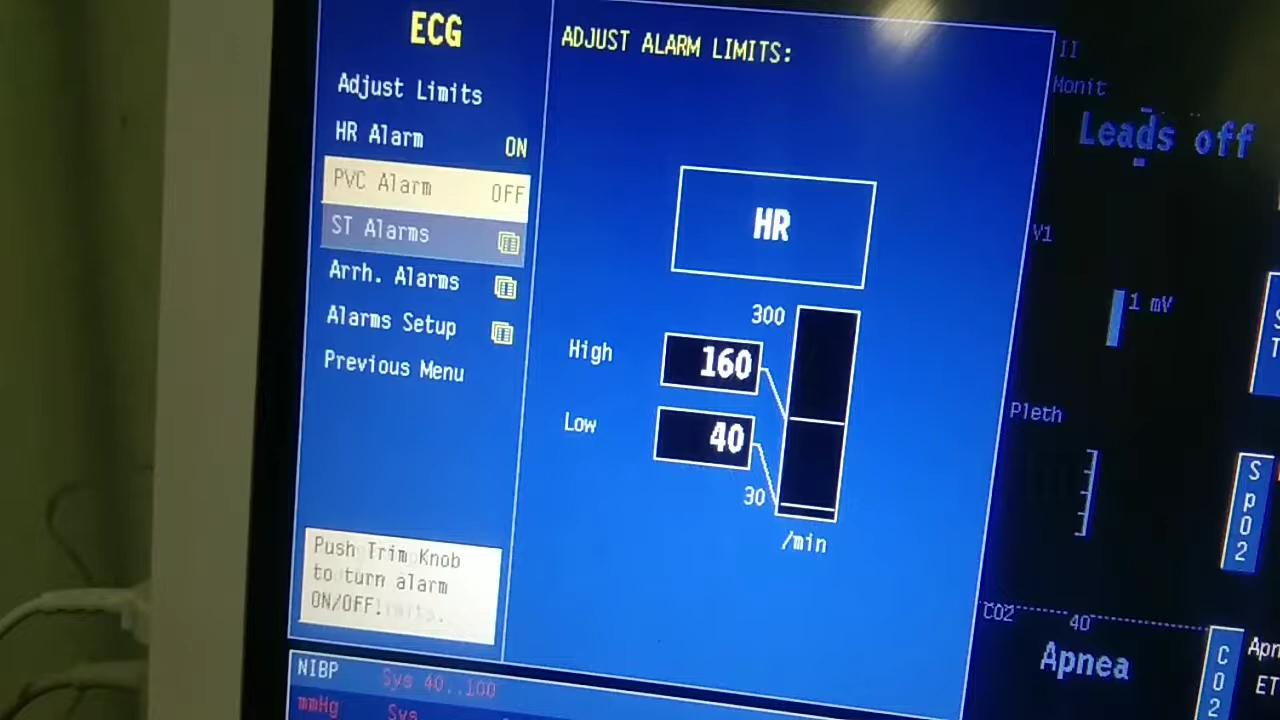 ECG
Adjust Limits
HR Alarm ON
PVC Alarm OFF
ST Alarms
Arrh. Alarms
Alarms Setup
Previous Menu
Push Trim Knob
to turn alarm
ON/OFF!
ADJUST ALARM LIMITS:
HR
300
High 160
Low 40
30
/min
II
Monit
Leads off
V1
1 mV
Pleth
SpO2
CO2 40
Apnea
CO2
ET
NIBP Sys 40..100
mmHg Sys